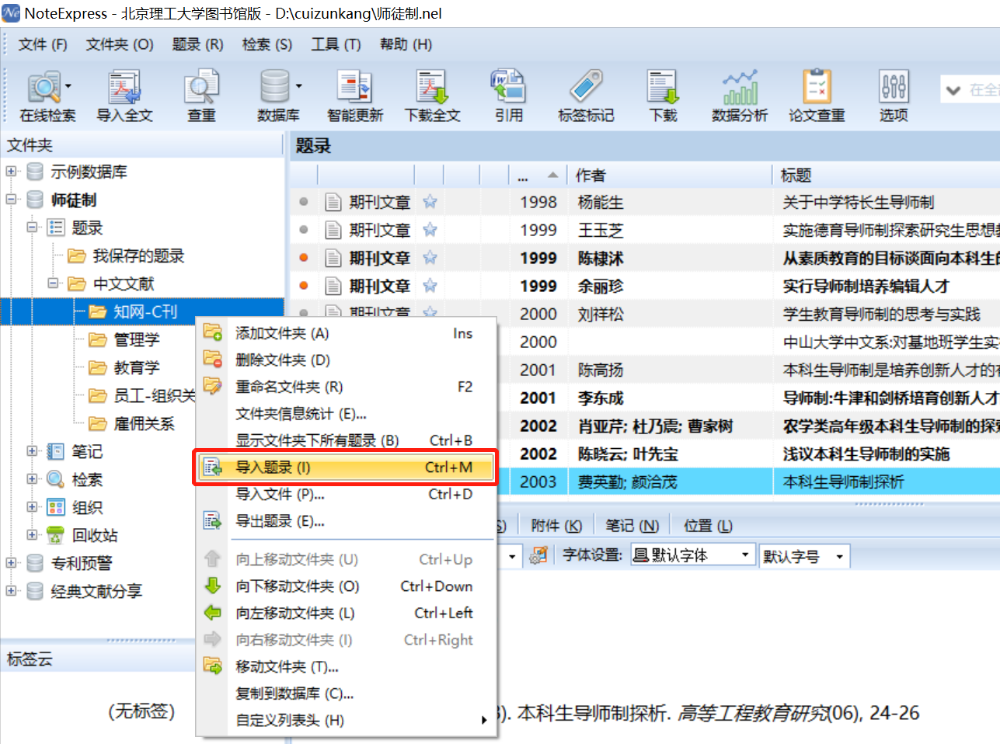 NoteExpress - 北京理工大学图书馆版 - D:\cuizunkang\师徒制.nel
文件 (F) 文件夹 (O) 题录 (R) 检索 (S) 工具 (T) 帮助 (H)
在线检索 导入全文 查重 数据库 智能更新 下载全文 引用 标签标记 下载 数据分析 论文查重 选项 在全
文件夹
示例数据库
师徒制
题录
我保存的题录
中文文献
知网-C刊
管理学
教育学
员工-组织关
雇佣关系
笔记
检索
组织
回收站
专利预警
经典文献分享
标签云
(无标签)
题录
... 作者 标题
期刊文章 1998 杨能生 关于中学特长生导师制
期刊文章 1999 王玉芝 实施德育导师制探索研究生思想
期刊文章 1999 陈棣沭 从素质教育的目标谈面向本科生的
期刊文章 1999 余丽珍 实行导师制培养编辑人才
期刊文章 2000 刘祥松 学生教育导师制的思考与实践
2000 中山大学中文系:对基地班学生实
2001 陈高扬 本科生导师制是培养创新人才的有
2001 李东成 导师制:牛津和剑桥培育创新人才
2002 肖亚芹; 杜乃震; 曹家树 农学类高年级本科生导师制的探
2002 陈晓云; 叶先宝 浅议本科生导师制的实施
2003 费英勤; 颜洽茂 本科生导师制探析
添加文件夹 (A) Ins
删除文件夹 (D)
重命名文件夹 (R) F2
文件夹信息统计 (E)...
显示文件夹下所有题录 (B) Ctrl+B
导入题录 (I) Ctrl+M
导入文件 (P)... Ctrl+D
导出题录 (E)...
向上移动文件夹 (U) Ctrl+Up
向下移动文件夹 (O) Ctrl+Down
向左移动文件夹 (L) Ctrl+Left
向右移动文件夹 (I) Ctrl+Right
移动文件夹 (T)...
复制到数据库 (C)...
自定义列表头 (H)
S) 附件 (K) 笔记 (N) 位置 (L)
字体设置: 默认字体 默认字号
). 本科生导师制探析. 高等工程教育研究(06), 24-26